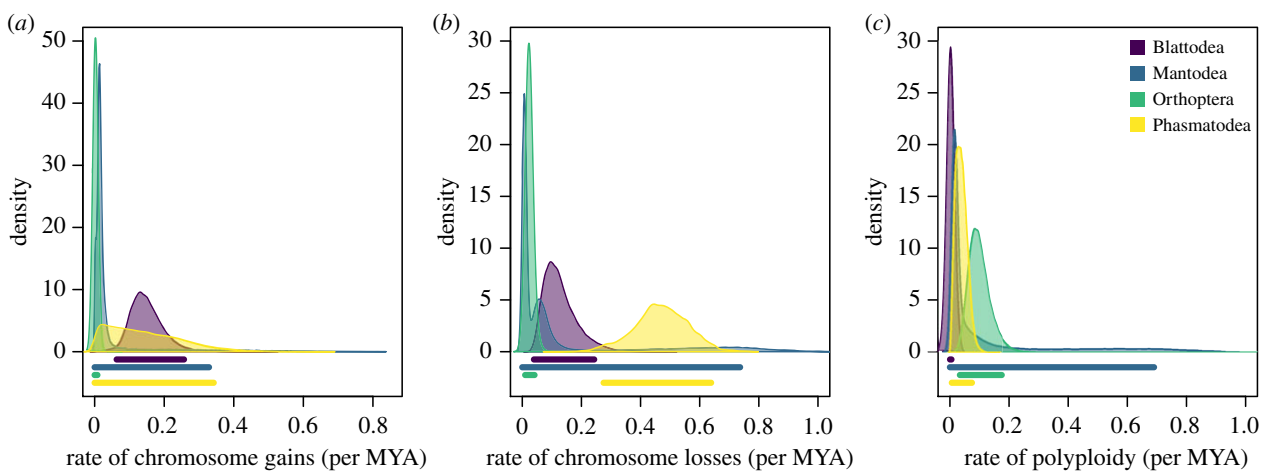 (a)
50
40
30
20
10
0
density
0 0.2 0.4 0.6 0.8
rate of chromosome gains (per MYA)
(b)
30
25
20
15
10
5
0
density
0 0.2 0.4 0.6 0.8 1.0
rate of chromosome losses (per MYA)
(c)
30
25
20
15
10
5
0
density
Blattodea
Mantodea
Orthoptera
Phasmatodea
0 0.2 0.4 0.6 0.8 1.0
rate of polyploidy (per MYA)